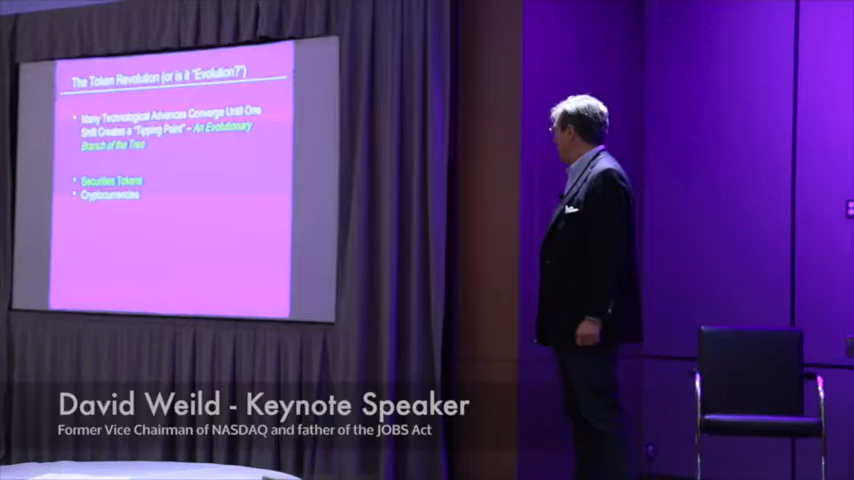 The Token Revolution (or is it "Evolution?")
• Many Technological Advances Converge Until One
Shift Creates a "Tipping Point" – An Evolutionary
Branch of the Tree
• Securities Tokens
• Cryptocurrencies
David Weild - Keynote Speaker
Former Vice Chairman of NASDAQ and father of the JOBS Act